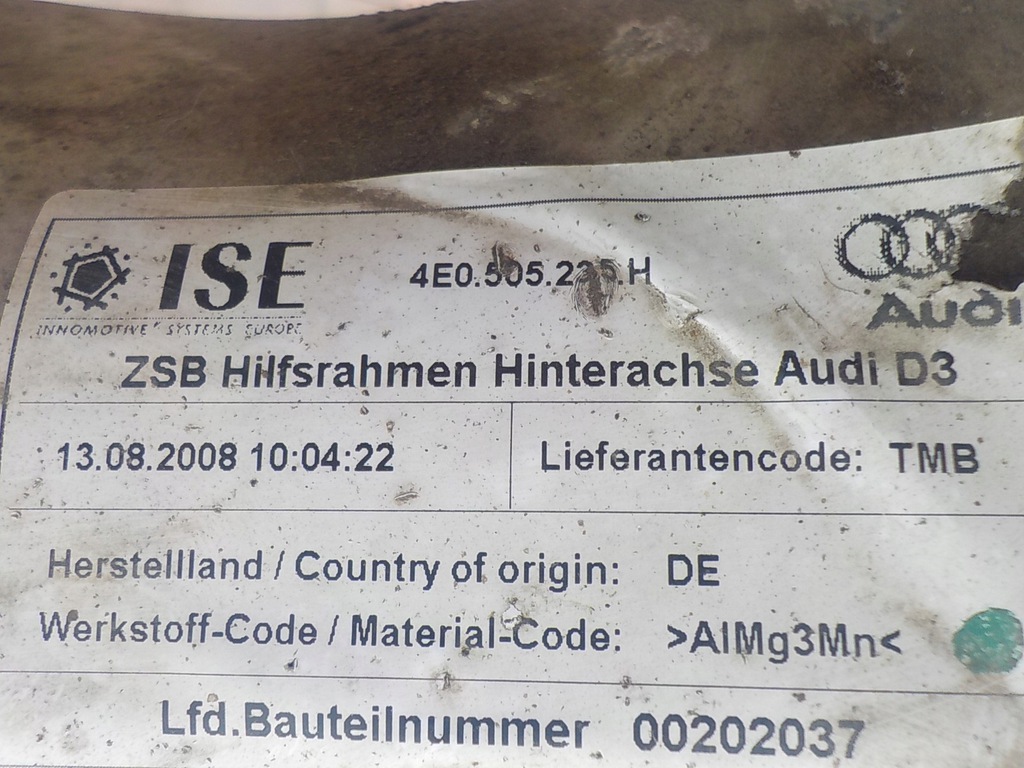 ISE
INNOMOTIVE SYSTEMS EUROPE
4E0.505.235.H
Audi
ZSB Hilfsrahmen Hinterachse Audi D3
13.08.2008 10:04:22
Lieferantencode: TMB
Herstellland / Country of origin: DE
Werkstoff-Code / Material-Code: >AlMg3Mn<
Lfd.Bauteilnummer 00202037